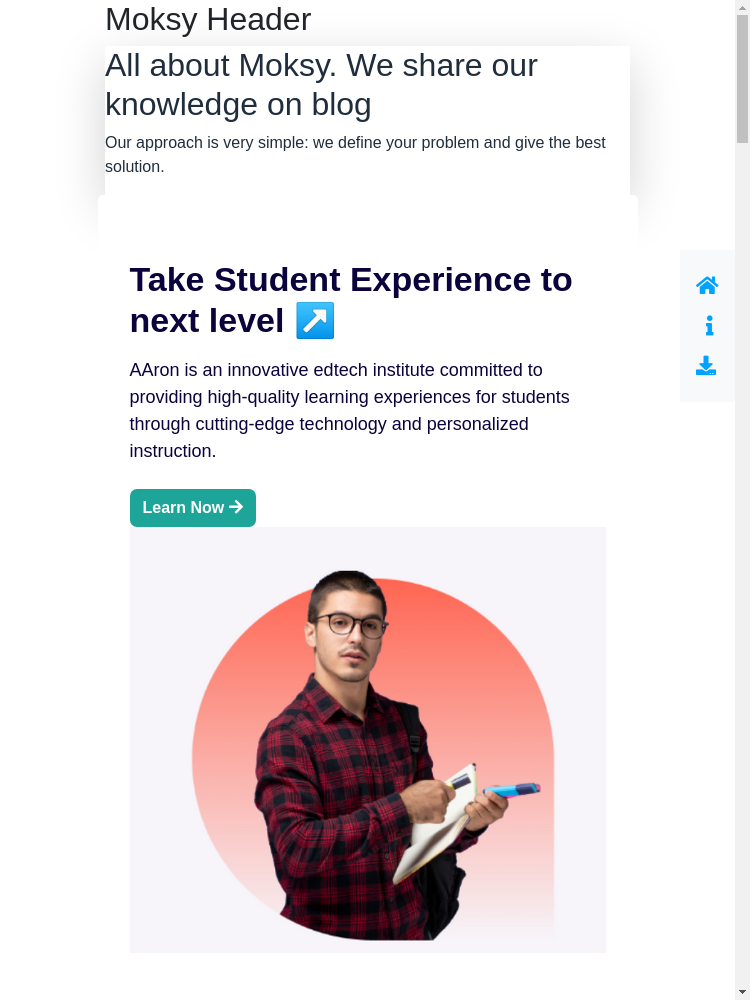 Moksy Header
All about Moksy. We share our
knowledge on blog
Our approach is very simple: we define your problem and give the best
solution.
Take Student Experience to
next level ↗️
AAron is an innovative edtech institute committed to
providing high-quality learning experiences for students
through cutting-edge technology and personalized
instruction.
Learn Now →